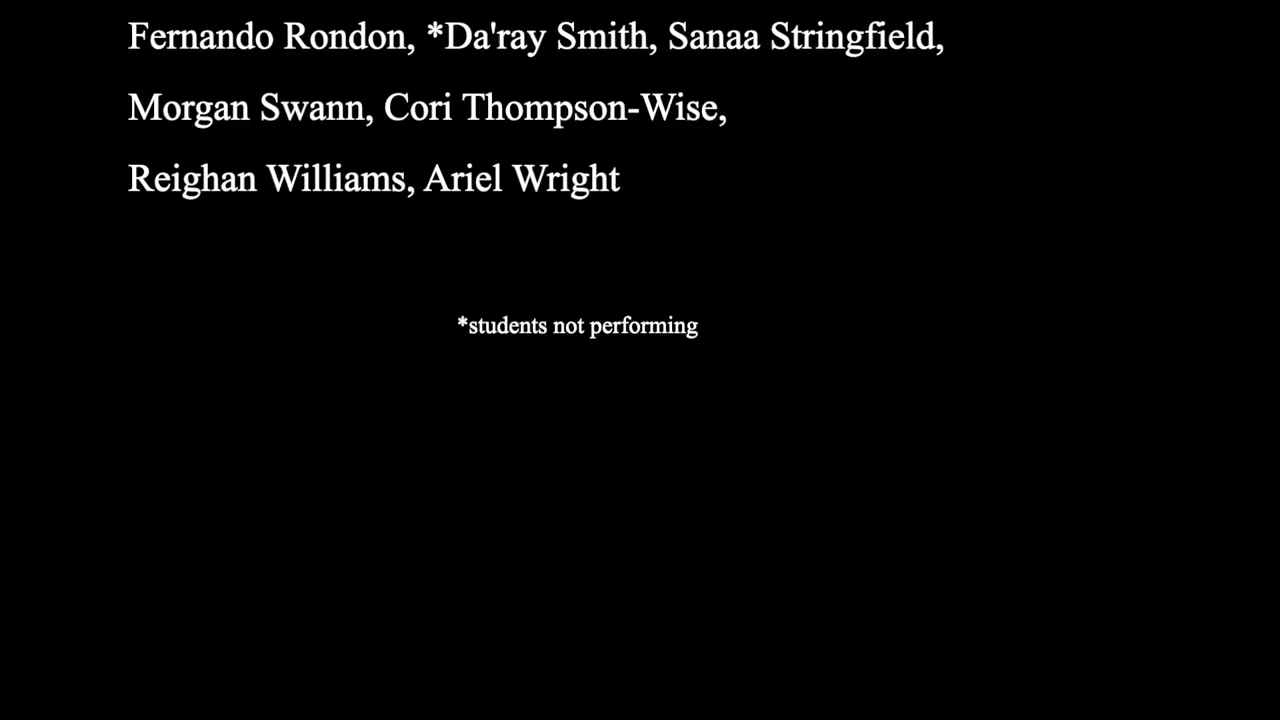 Fernando Rondon, *Da'ray Smith, Sanaa Stringfield,
Morgan Swann, Cori Thompson-Wise,
Reighan Williams, Ariel Wright
*students not performing